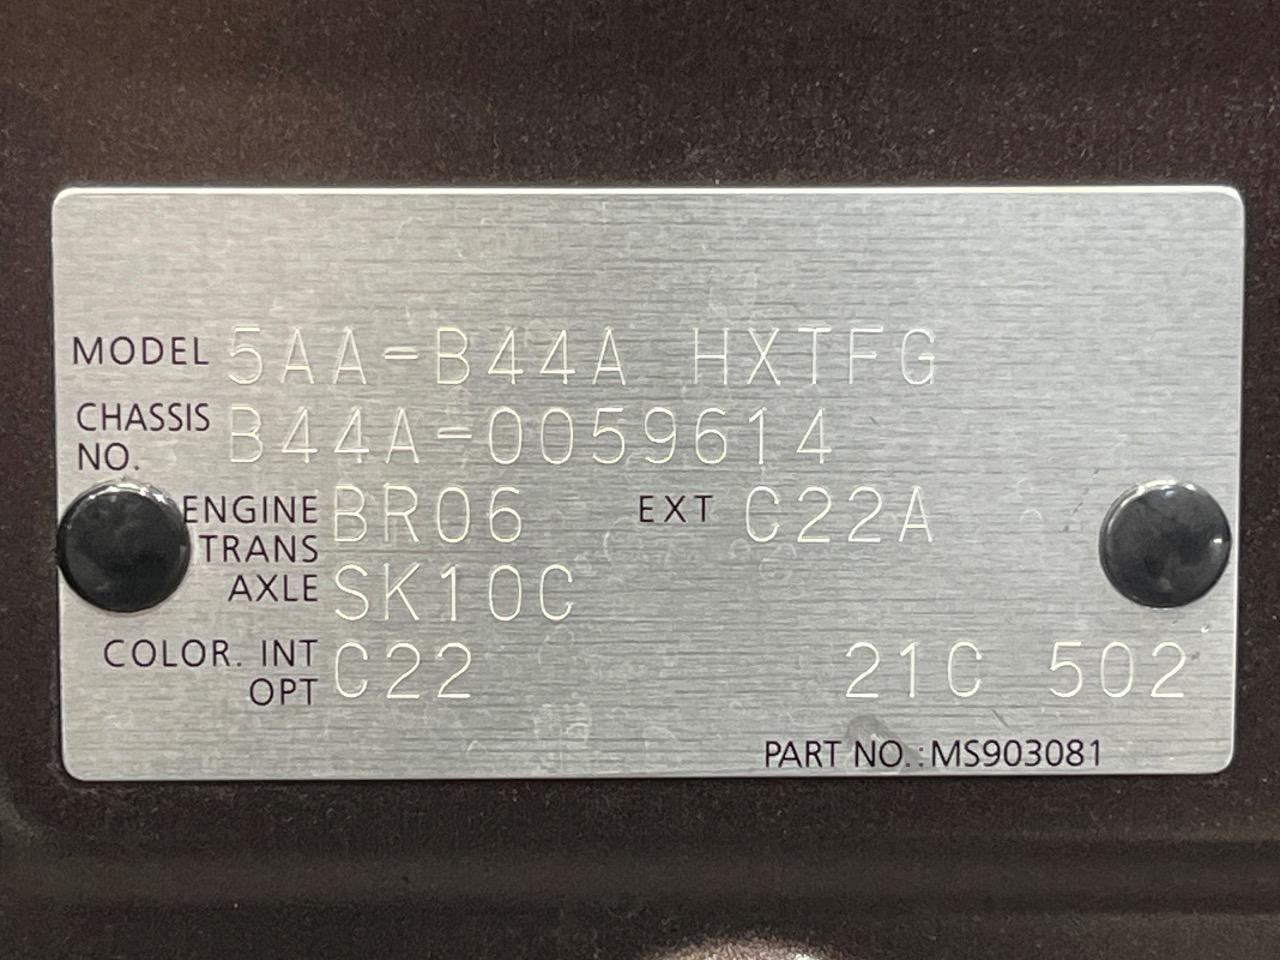 MODEL 5AA-B44A HXTFG
CHASSIS NO. B44A-0059614
ENGINE BR06 EXT C22A
TRANS AXLE SK10C
COLOR. INT OPT C22 21C 502
PART NO.:MS903081